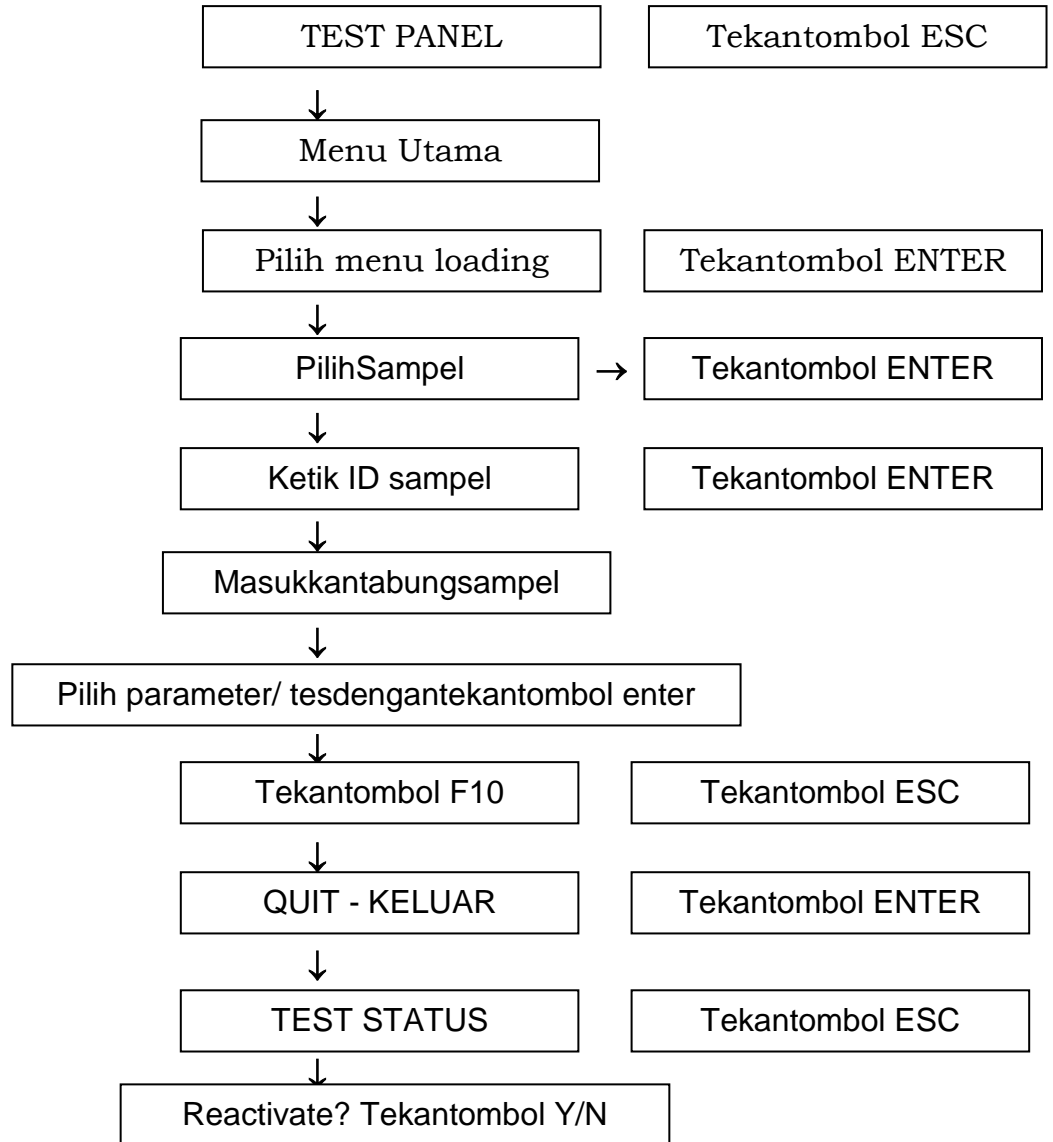 TEST PANEL
Tekantombol ESC
↓
Menu Utama
↓
Pilih menu loading
Tekantombol ENTER
↓
PilihSampel
→
Tekantombol ENTER
↓
Ketik ID sampel
Tekantombol ENTER
↓
Masukkantabungsampel
↓
Pilih parameter/ tesdengantekantombol enter
↓
Tekantombol F10
Tekantombol ESC
↓
QUIT - KELUAR
Tekantombol ENTER
↓
TEST STATUS
Tekantombol ESC
↓
Reactivate? Tekantombol Y/N